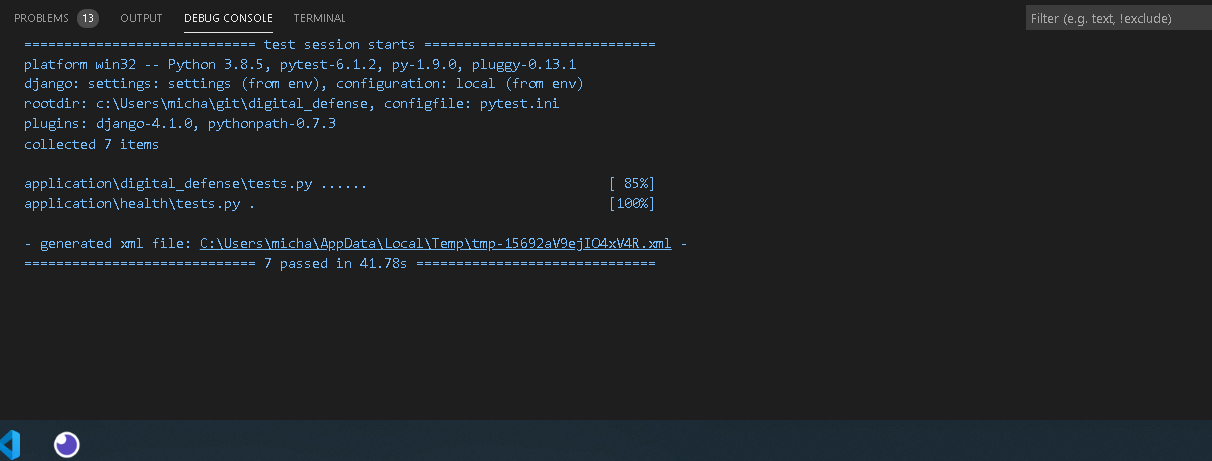 PROBLEMS 13 OUTPUT DEBUG CONSOLE TERMINAL Filter (e.g. text, !exclude)
============================= test session starts =============================
platform win32 -- Python 3.8.5, pytest-6.1.2, py-1.9.0, pluggy-0.13.1
django: settings: settings (from env), configuration: local (from env)
rootdir: c:\Users\micha\git\digital_defense, configfile: pytest.ini
plugins: django-4.1.0, pythonpath-0.7.3
collected 7 items
application\digital_defense\tests.py ...... [ 85%]
application\health\tests.py . [100%]
- generated xml file: C:\Users\micha\AppData\Local\Temp\tmp-15692aV9ejIO4xV4R.xml -
============================= 7 passed in 41.78s ==============================